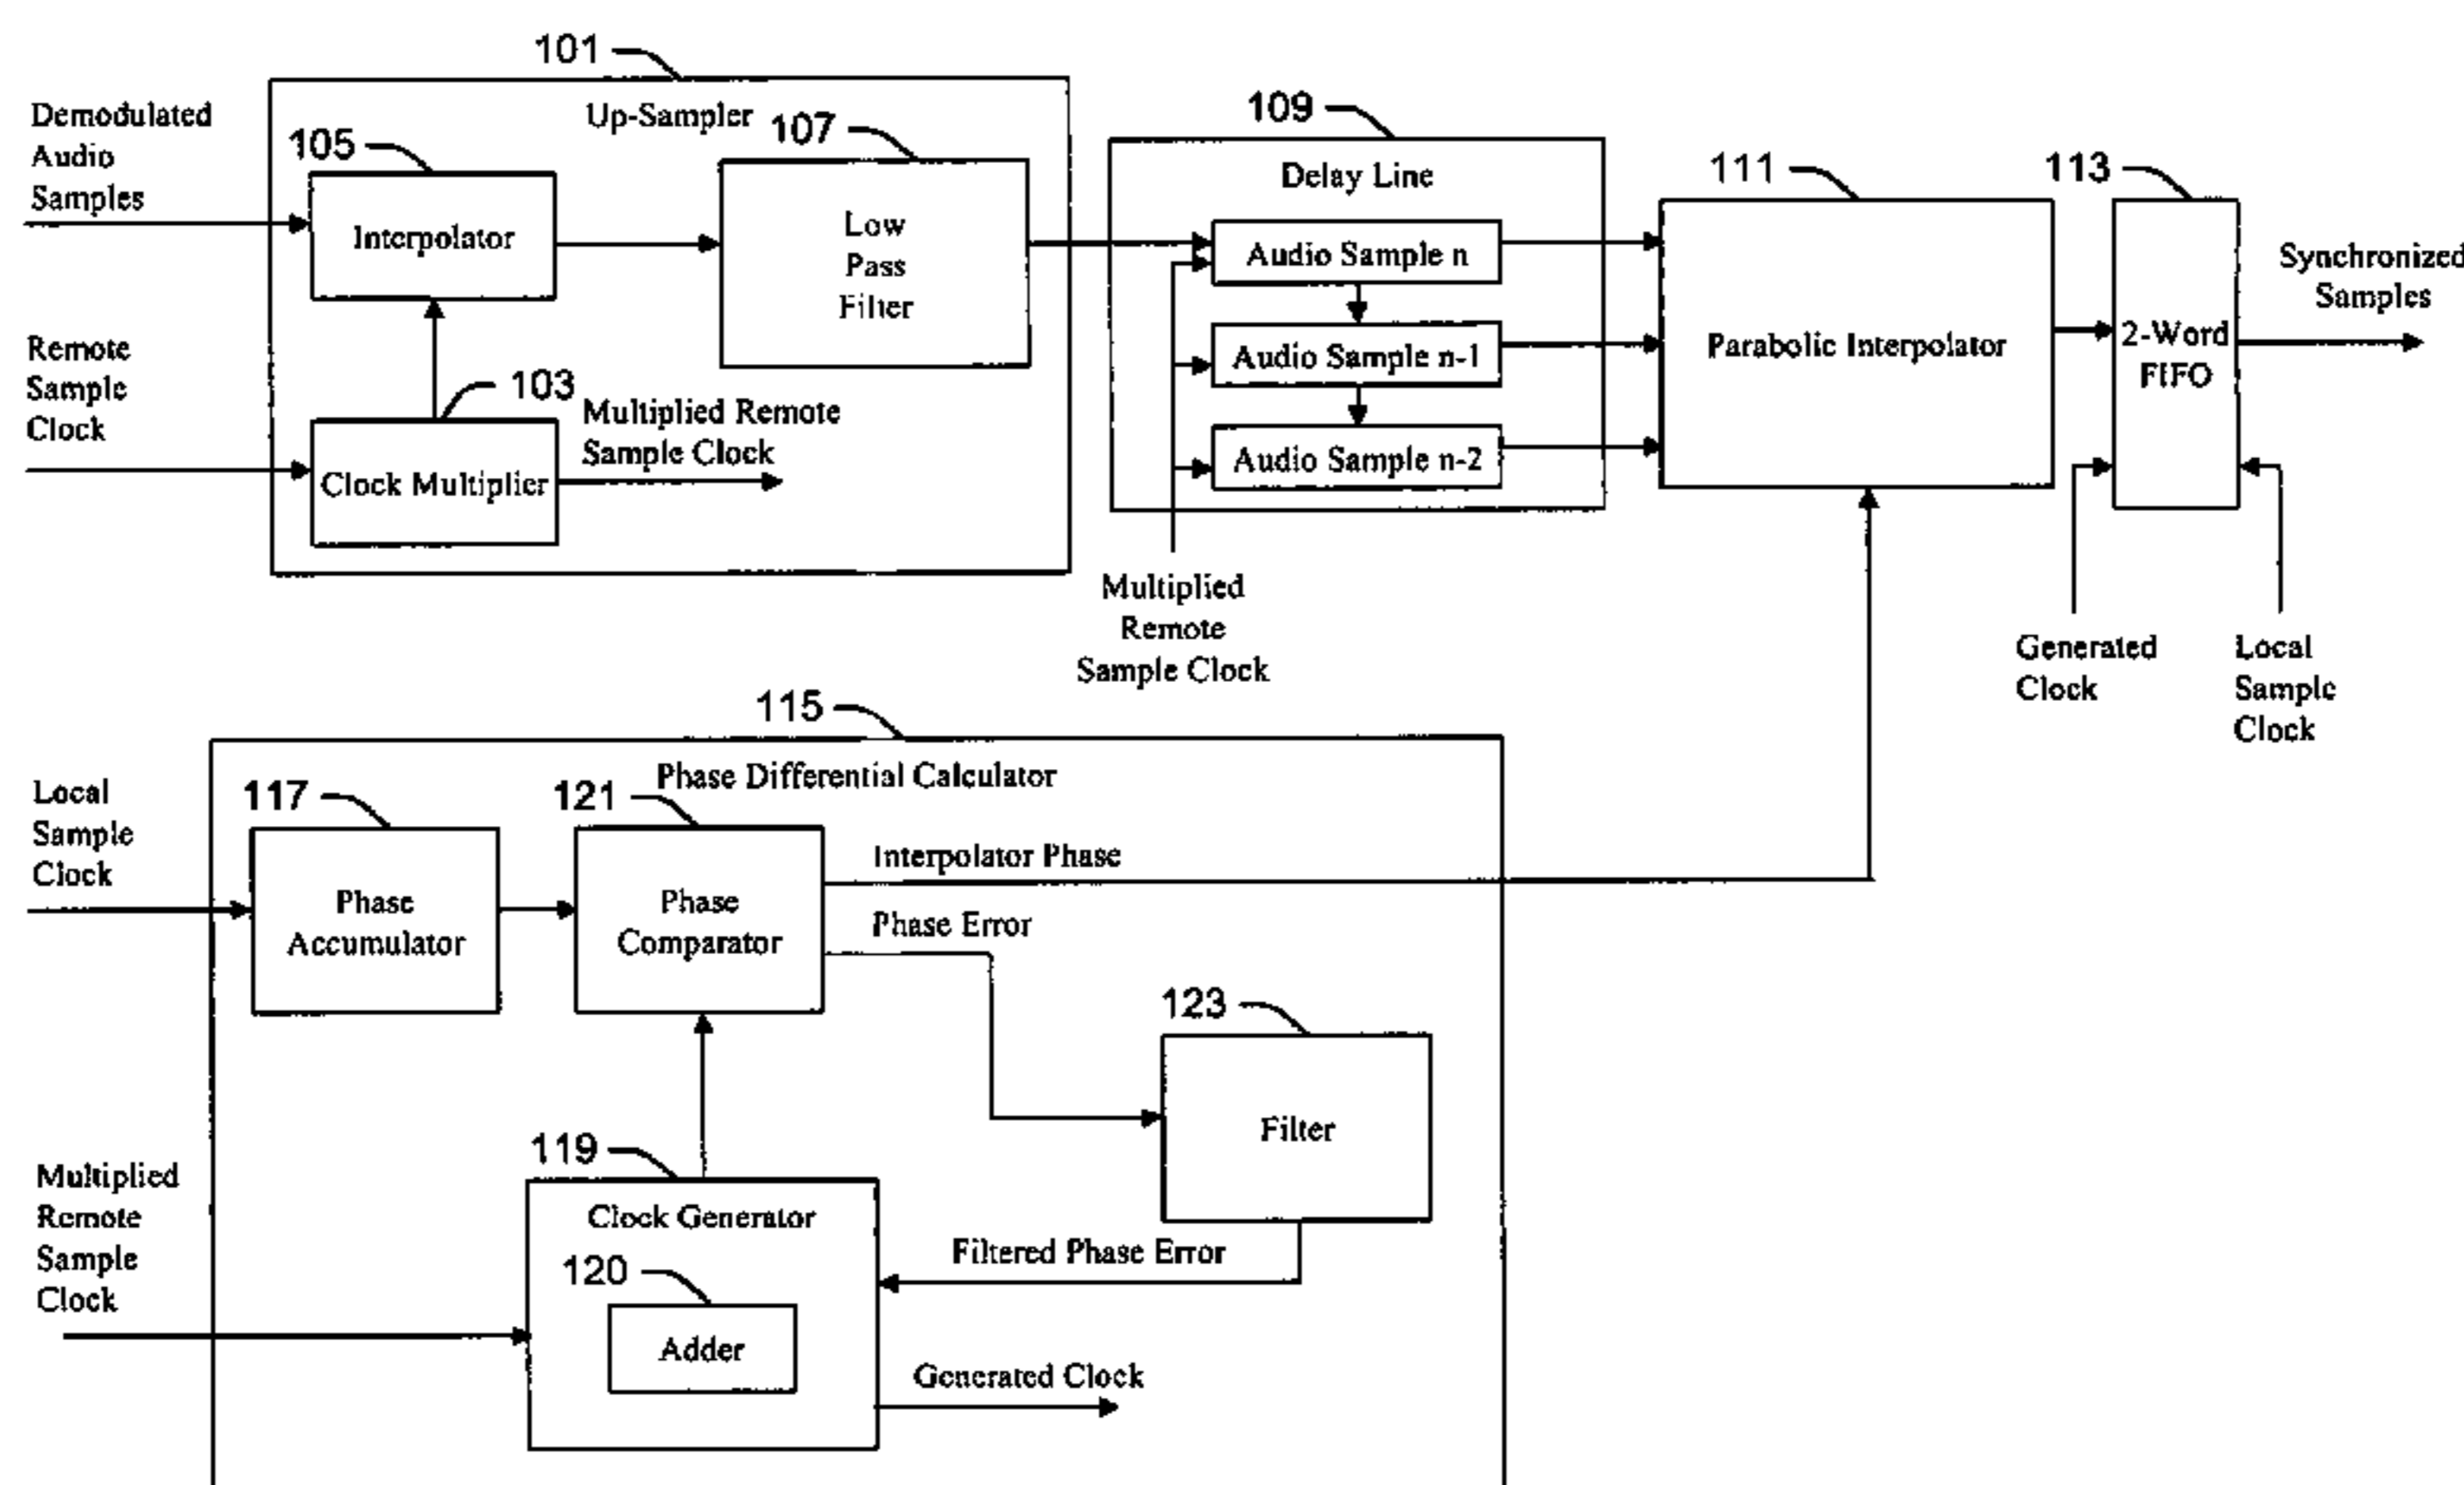 101
Up-Sampler
Demodulated
Audio
Samples
105
107
Interpolator
Low
Pass
Filter
Remote
Sample
Clock
103
Clock Multiplier
Multiplied Remote
Sample Clock
109
Delay Line
Audio Sample n
Audio Sample n-1
Audio Sample n-2
Multiplied
Remote
Sample Clock
111
Parabolic Interpolator
113
2-Word
FIFO
Synchronized
Samples
Generated
Clock
Local
Sample
Clock
115
Phase Differential Calculator
Local
Sample
Clock
117
Phase
Accumulator
121
Phase
Comparator
Interpolator Phase
Phase Error
123
Filter
Filtered Phase Error
119
Clock Generator
120
Adder
Multiplied
Remote
Sample
Clock
Generated Clock